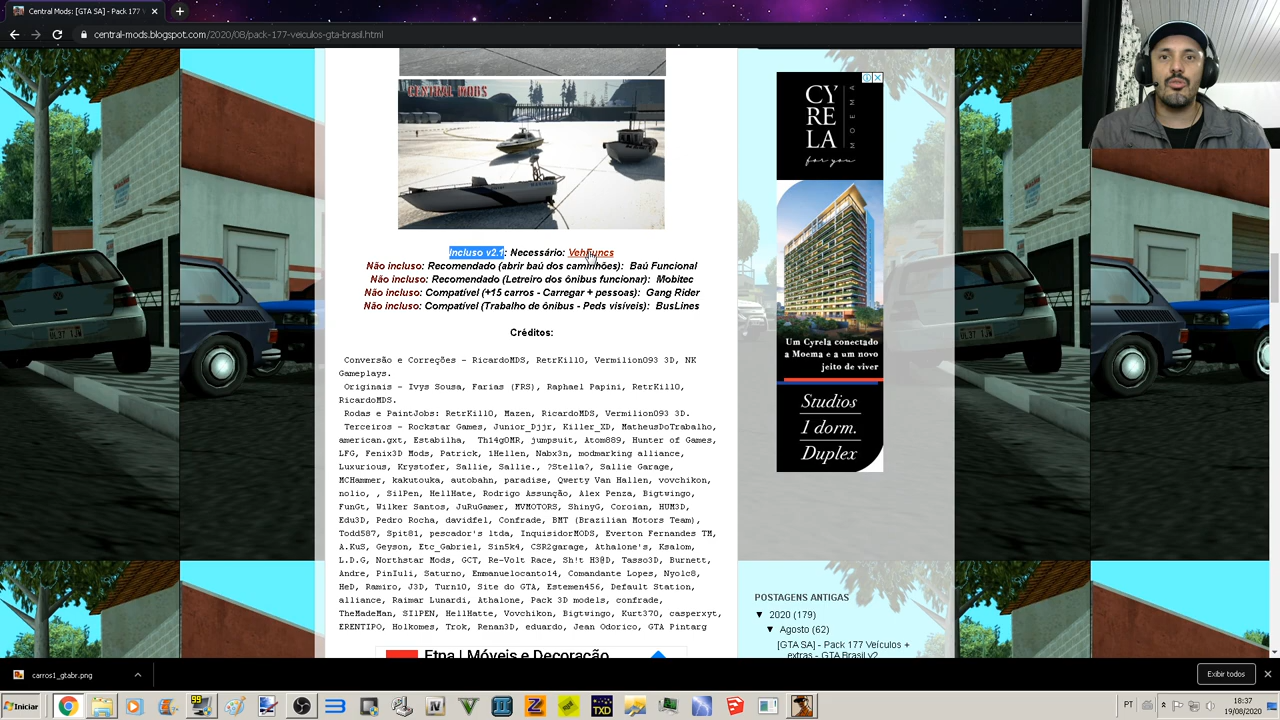 Central Mods: [GTA SA] - Pack 177
central-mods.blogspot.com/2020/08/pack-177-veiculos-gta-brasil.html
CENTRAL MODS
Incluso v2.1: Necessário: VehFuncs
Não incluso: Recomendado (abrir baú dos caminhões): Baú Funcional
Não incluso: Recomendado (Letreiro dos ônibus funcionar): Mobitec
Não incluso: Compatível (+15 carros - Carregar + pessoas): Gang Rider
Não incluso: Compatível (Trabalho de ônibus - Peds visíveis): BusLines
Créditos:
Conversão e Correções - RicardoMDS, RetrKill0, Vermilion093 3D, NK
Gameplays.
Originais - Ivys Sousa, Farias (FRS), Raphael Papini, RetrKill0,
RicardoMDS.
Rodas e PaintJobs: RetrKill0, Mazen, RicardoMDS, Vermilion093 3D.
Terceiros - Rockstar Games, Junior_Djjr, Killer_XD, MatheusDoTrabalho,
american.gxt, Estabilha, Th14g0MR, jumpsuit, Atom889, Hunter of Games,
LFG, Fenix3D Mods, Patrick, 1Hellen, Nabx3n, modmarking alliance,
Luxurious, Krystofer, Sallie, Sallie., ?Stella?, Sallie Garage,
MCHammer, kakutouka, autobahn, paradise, Qwerty Van Hallen, vovchikon,
nolio, , SilPen, HellHate, Rodrigo Assunção, Alex Penza, Bigtwingo,
FunGt, Wilker Santos, JuRuGamer, MVMOTORS, ShinyG, Coroian, HUM3D,
Edu3D, Pedro Rocha, davidfel, Confrade, BMT (Brazilian Motors Team),
Todd587, Spit81, pescador's ltda, InquisidorMODS, Everton Fernandes TM,
A.KuS, Geyson, Etc_Gabriel, Sin5k4, CSR2garage, Athalone's, Ksalom,
L.D.G, Northstar Mods, GCT, Re-Volt Race, Sh!t H3@D, Tasso3D, Burnett,
Andre, PinIuli, Saturno, Emmanuelocanto14, Comandante Lopes, Nyolc8,
HeD, Ramiro, J3D, Turn10, Site do GTA, Estemen456, Default Station,
alliance, Raimar Lunardi, Athalone, Pack 3D models, confrade,
TheMadeMan, SIlPEN, HellHatte, Vovchikon, Bigtwingo, Kurt370, casperxyt,
ERENTIPO, Holkomes, Trok, Renan3D, eduardo, Jean Odorico, GTA Pintarg
Etna | Móveis e Decoração
CY
RE
LA
MOEMA
for you
Um Cyrela conectado
a Moema e a um novo
jeito de viver
Studios
1 dorm.
Duplex
POSTAGENS ANTIGAS
▼ 2020 (179)
▼ Agosto (62)
[GTA SA] - Pack 177 Veículos +
extras - GTA Brasil v2
carros1_gtabr.png
Exibir todos
Iniciar
99
TXD
PT
18:37
19/08/2020